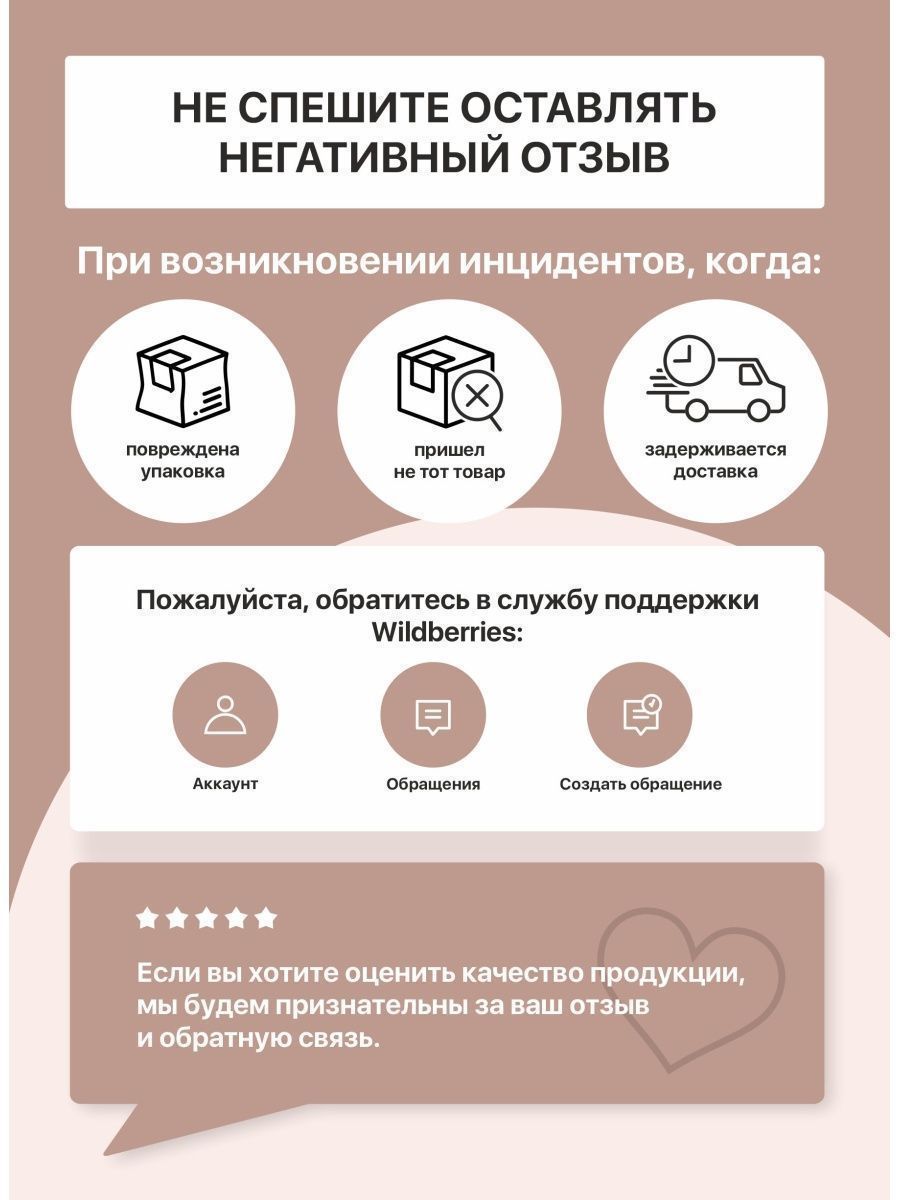 НЕ СПЕШИТЕ ОСТАВЛЯТЬ
НЕГАТИВНЫЙ ОТЗЫВ
При возникновении инцидентов, когда:
повреждена
упаковка
пришел
не тот товар
задерживается
доставка
Пожалуйста, обратитесь в службу поддержки
Wildberries:
Аккаунт
Обращения
Создать обращение
Если вы хотите оценить качество продукции,
мы будем признательны за ваш отзыв
и обратную связь.